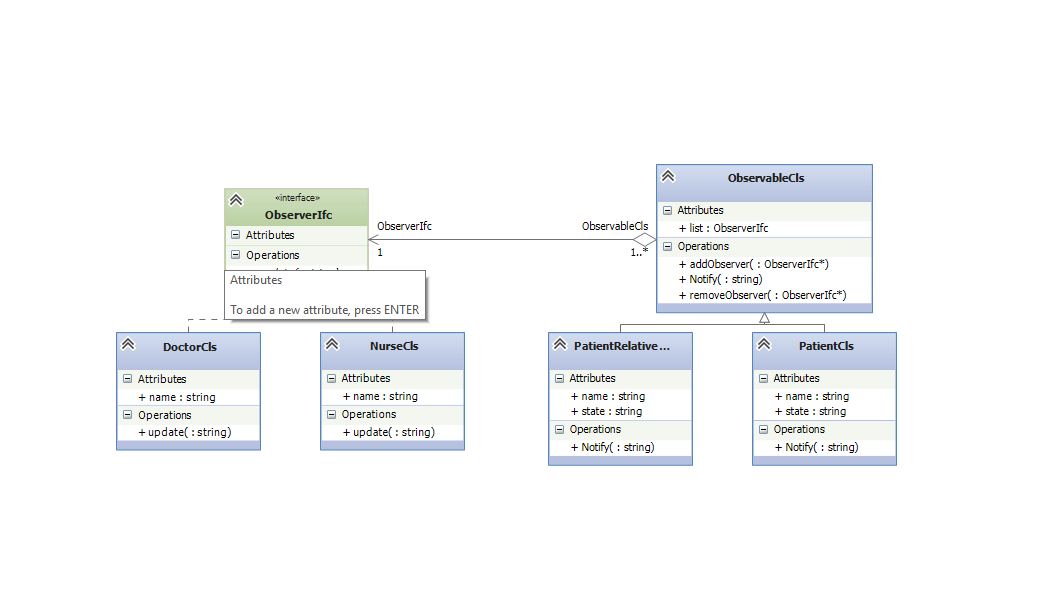 «interface»
ObserverIfc
Attributes
Operations
Attributes
To add a new attribute, press ENTER
ObserverIfc
1
ObservableCls
1..*
ObservableCls
Attributes
+ list : ObserverIfc
Operations
+ addObserver( : ObserverIfc*)
+ Notify( : string)
+ removeObserver( : ObserverIfc*)
DoctorCls
Attributes
+ name : string
Operations
+ update( : string)
NurseCls
Attributes
+ name : string
Operations
+ update( : string)
PatientRelative...
Attributes
+ name : string
+ state : string
Operations
+ Notify( : string)
PatientCls
Attributes
+ name : string
+ state : string
Operations
+ Notify( : string)